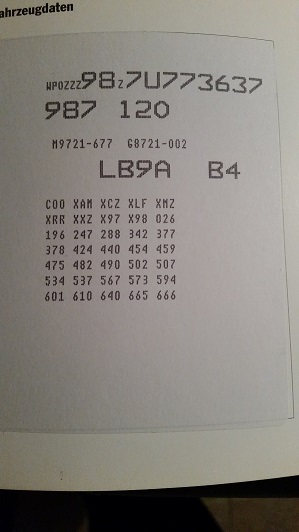 ahrzeugdaten
WP0ZZZ98Z7U773637
987 120
M9721-677 G8721-002
LB9A B4
C00 XAM XCZ XLF XMZ
XRR XXZ X97 X98 026
196 247 288 342 377
378 424 440 454 459
475 482 490 502 507
534 537 567 573 594
601 610 640 665 666